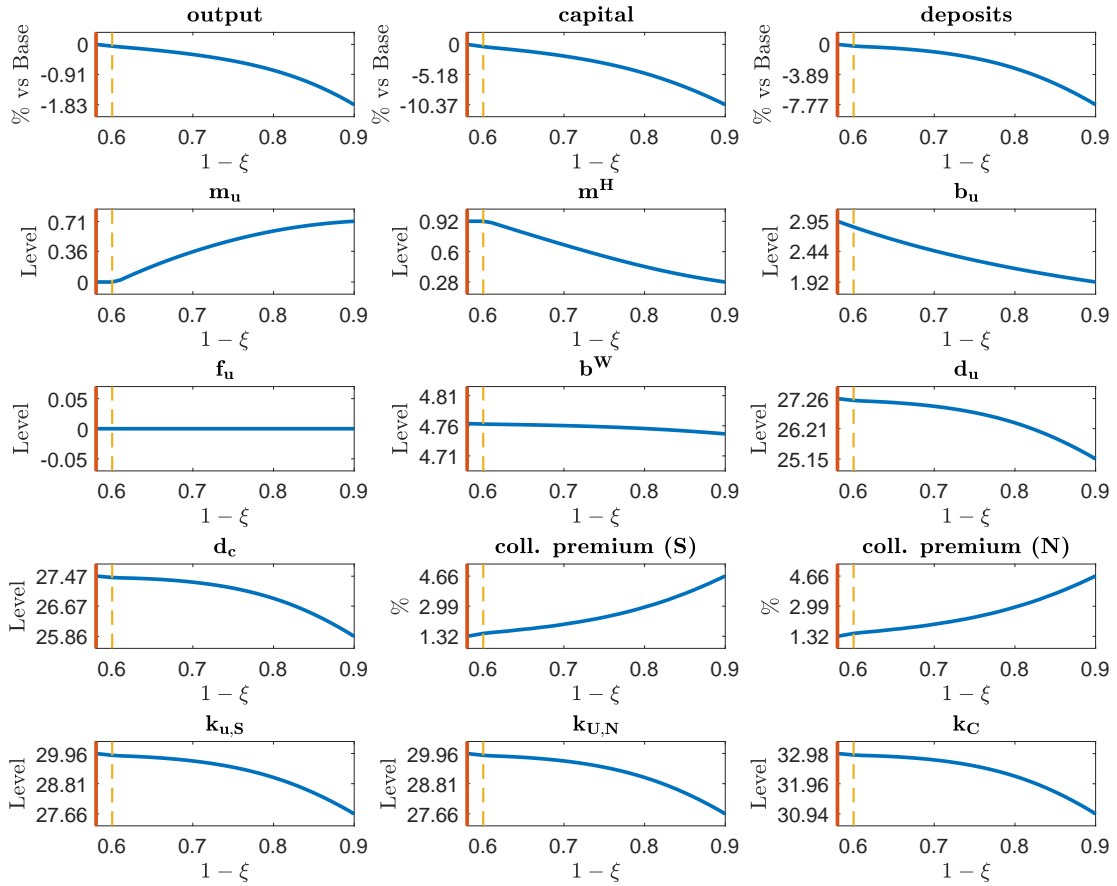 output capital deposits
% vs Base 0 -0.91 -1.83 % vs Base 0 -5.18 -10.37 % vs Base 0 -3.89 -7.77
0.6 0.7 0.8 0.9 0.6 0.7 0.8 0.9 0.6 0.7 0.8 0.9
1 − ξ 1 − ξ 1 − ξ
m_u m^H b_u
Level 0.71 0.36 0 Level 0.92 0.6 0.28 Level 2.95 2.44 1.92
0.6 0.7 0.8 0.9 0.6 0.7 0.8 0.9 0.6 0.7 0.8 0.9
1 − ξ 1 − ξ 1 − ξ
f_u b^W d_u
Level 0.05 0 -0.05 Level 4.81 4.76 4.71 Level 27.26 26.21 25.15
0.6 0.7 0.8 0.9 0.6 0.7 0.8 0.9 0.6 0.7 0.8 0.9
1 − ξ 1 − ξ 1 − ξ
d_c coll. premium (S) coll. premium (N)
Level 27.47 26.67 25.86 % 4.66 2.99 1.32 % 4.66 2.99 1.32
0.6 0.7 0.8 0.9 0.6 0.7 0.8 0.9 0.6 0.7 0.8 0.9
1 − ξ 1 − ξ 1 − ξ
k_u,S k_U,N k_C
Level 29.96 28.81 27.66 Level 29.96 28.81 27.66 Level 32.98 31.96 30.94
0.6 0.7 0.8 0.9 0.6 0.7 0.8 0.9 0.6 0.7 0.8 0.9
1 − ξ 1 − ξ 1 − ξ